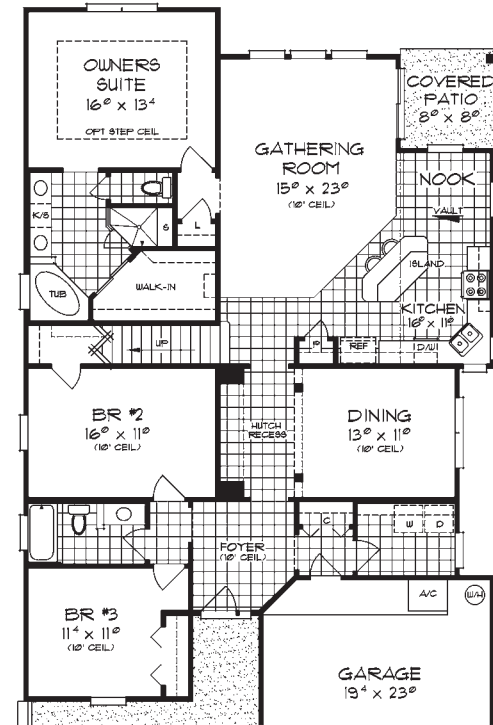 OWNERS
SUITE
16⁰ x 13⁴
OPT STEP CEIL
GATHERING
ROOM
15⁰ x 23⁰
(10' CEIL)
COVERED
PATIO
8⁰ x 8⁰
NOOK
VAULT
K/S
S
L
TUB
WALK-IN
ISLAND
KITCHEN
16⁰ x 11⁰
UP
P
REF
D/W
BR #2
16⁰ x 11⁰
(10' CEIL)
HUTCH
RECESS
DINING
13⁰ x 11⁰
(10' CEIL)
C
W
D
FOYER
(10' CEIL)
BR #3
11⁴ x 11⁰
(10' CEIL)
A/C
W/H
GARAGE
19⁴ x 23⁰